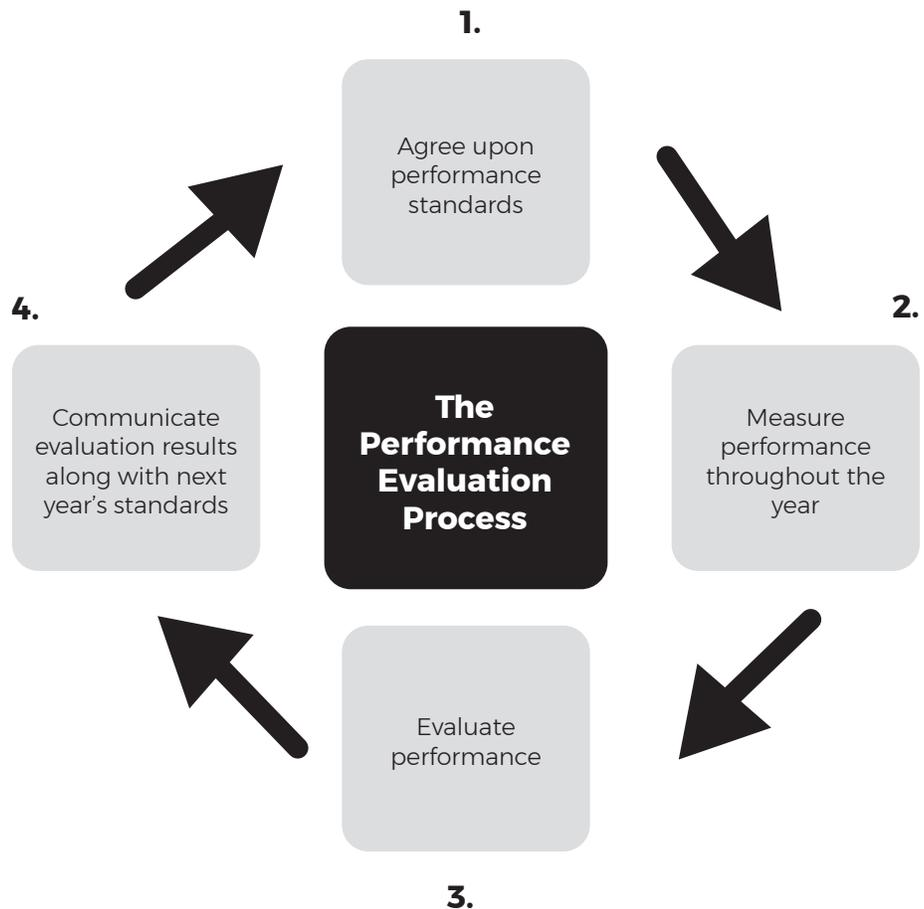 1.
Agree upon
performance
standards
2.
Measure
performance
throughout the
year
3.
Evaluate
performance
4.
Communicate
evaluation results
along with next
year’s standards
The
Performance
Evaluation
Process